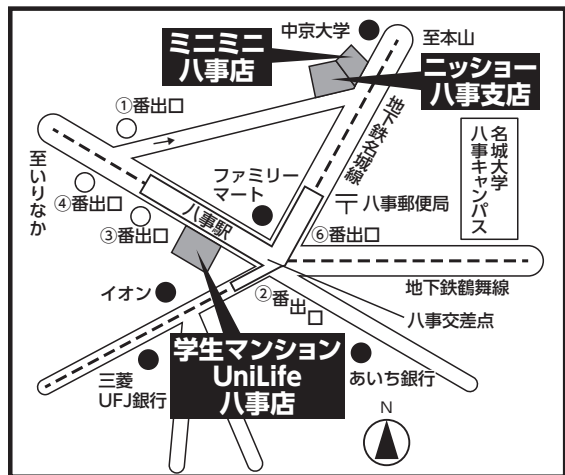 中京大学
至本山
ミニミニ
八事店
ニッショー
八事支店
①番出口
地下鉄名城線
名城大学
八事キャンパス
至いりなか
ファミリー
マート
④番出口
八事駅
八事郵便局
③番出口
⑥番出口
イオン
②番出口
地下鉄鶴舞線
八事交差点
学生マンション
UniLife
八事店
三菱
UFJ銀行
あいち銀行
N